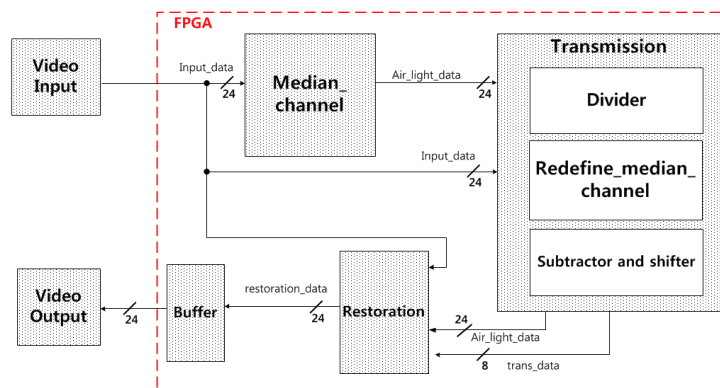 FPGA
Video
Input
Input_data
24
Median_
channel
Air_light_data
24
Transmission
Divider
Input_data
24
Redefine_median_
channel
Subtractor and shifter
Video
Output
24
Buffer
restoration_data
24
Restoration
24
Air_light_data
8
trans_data